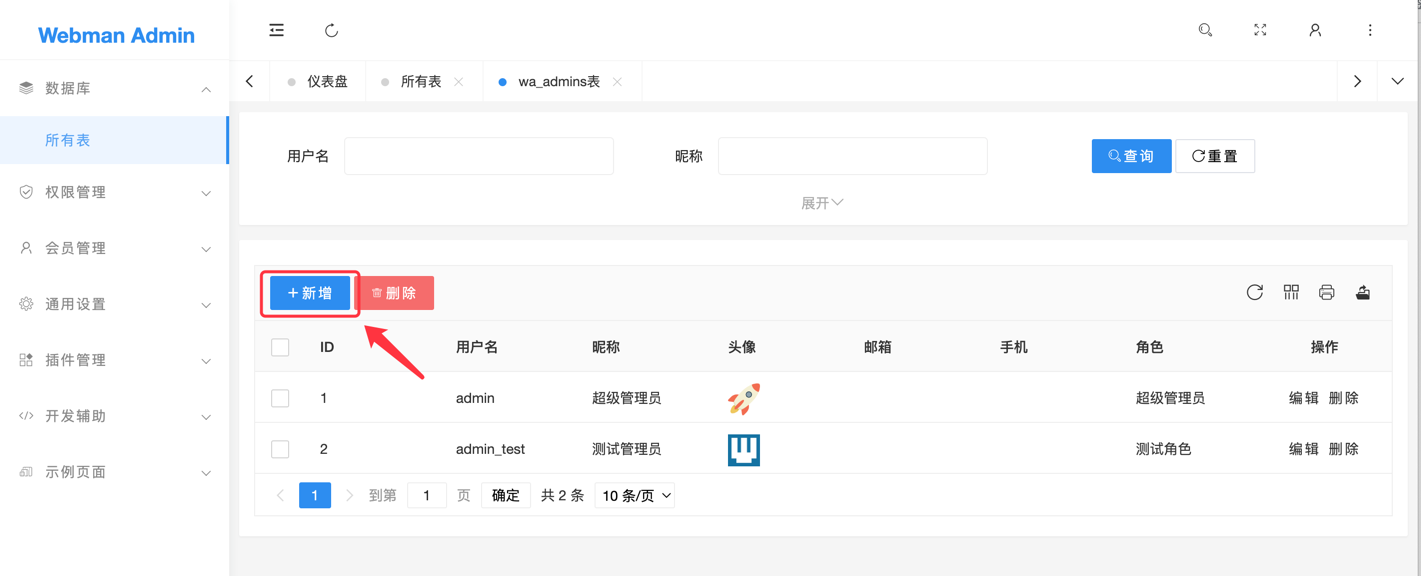 Webman Admin
数据库
所有表
权限管理
会员管理
通用设置
插件管理
开发辅助
示例页面
仪表盘 所有表 wa_admins表
用户名 昵称 查询 重置
展开
+新增 删除
ID 用户名 昵称 头像 邮箱 手机 角色 操作
1 admin 超级管理员 超级管理员 编辑 删除
2 admin_test 测试管理员 测试角色 编辑 删除
1 到第 1 页 确定 共 2 条 10 条/页